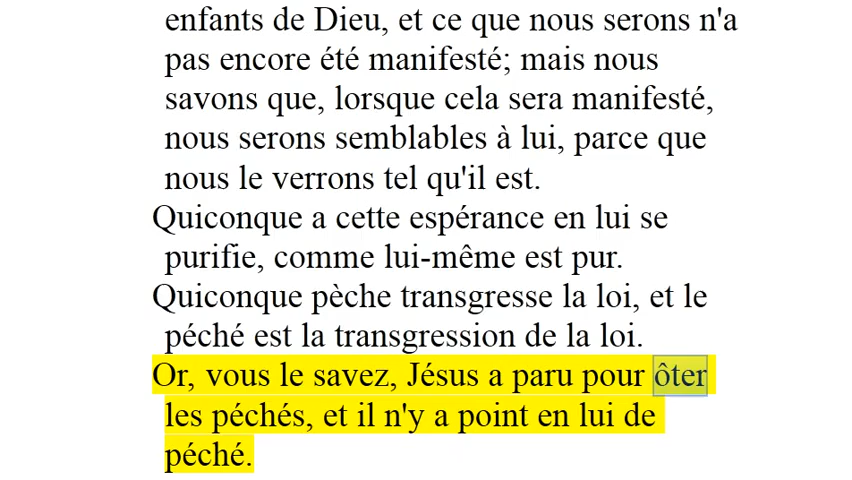 enfants de Dieu, et ce que nous serons n'a
pas encore été manifesté; mais nous
savons que, lorsque cela sera manifesté,
nous serons semblables à lui, parce que
nous le verrons tel qu'il est.
Quiconque a cette espérance en lui se
purifie, comme lui-même est pur.
Quiconque pèche transgresse la loi, et le
péché est la transgression de la loi.
Or, vous le savez, Jésus a paru pour ôter
les péchés, et il n'y a point en lui de
péché.